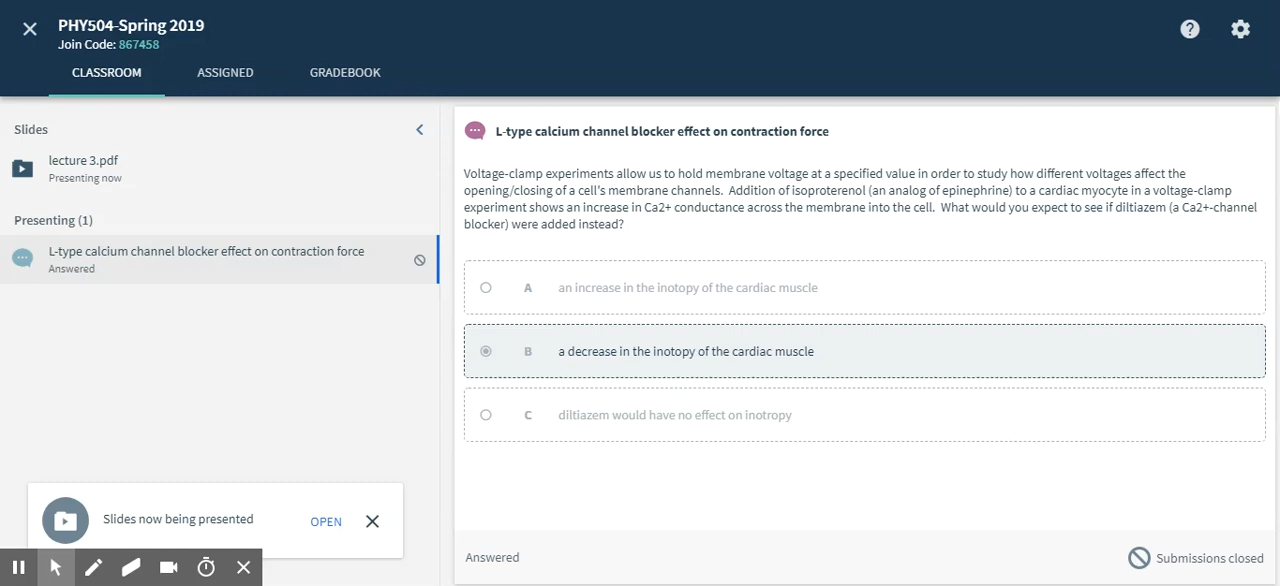 PHY504-Spring 2019
Join Code: 867458
CLASSROOM
ASSIGNED
GRADEBOOK
Slides
lecture 3.pdf
Presenting now
Presenting (1)
L-type calcium channel blocker effect on contraction force
Answered
Slides now being presented
OPEN
L-type calcium channel blocker effect on contraction force
Voltage-clamp experiments allow us to hold membrane voltage at a specified value in order to study how different voltages affect the
opening/closing of a cell's membrane channels. Addition of isoproterenol (an analog of epinephrine) to a cardiac myocyte in a voltage-clamp
experiment shows an increase in Ca2+ conductance across the membrane into the cell. What would you expect to see if diltiazem (a Ca2+-channel
blocker) were added instead?
A an increase in the inotopy of the cardiac muscle
B a decrease in the inotopy of the cardiac muscle
C diltiazem would have no effect on inotropy
Answered
Submissions closed